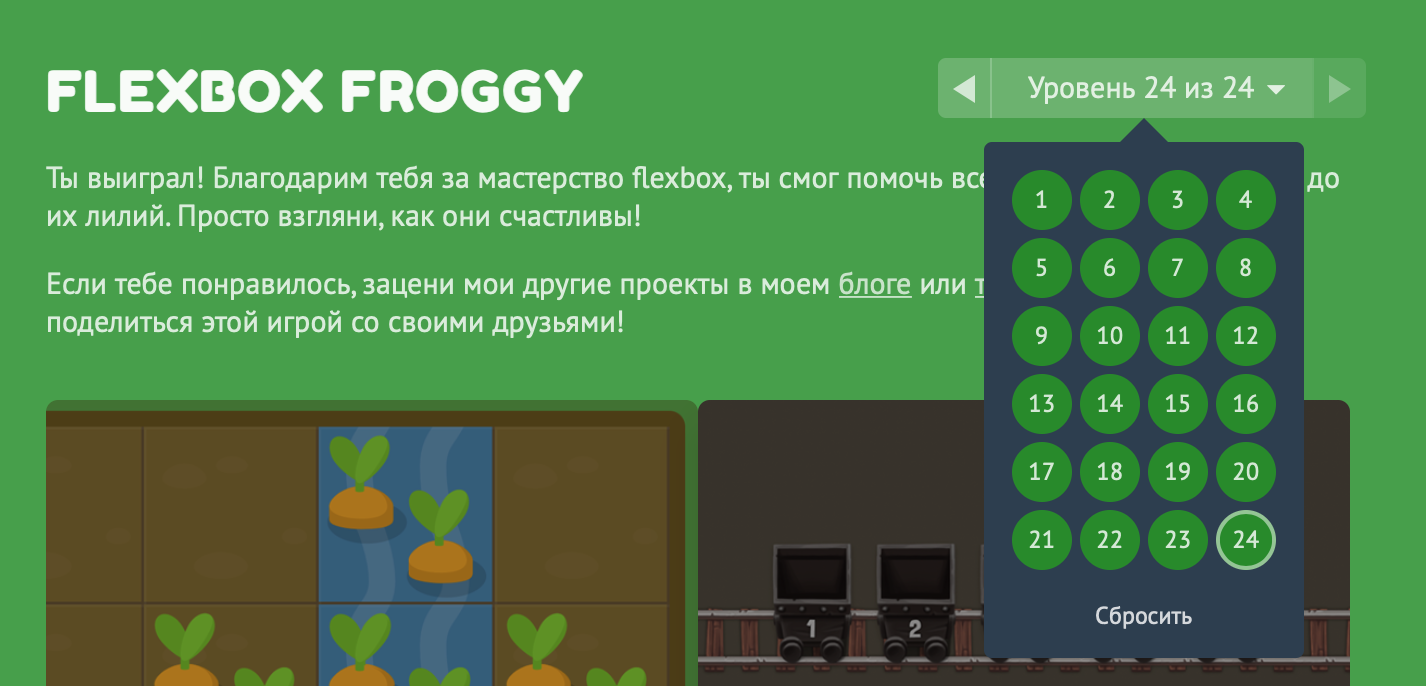 FLEXBOX FROGGY
Уровень 24 из 24
Ты выиграл! Благодарим тебя за мастерство flexbox, ты смог помочь до
их лилий. Просто взгляни, как они счастливы!
Если тебе понравилось, зацени мои другие проекты в моем блоге или
поделиться этой игрой со своими друзьями!
1 2 3 4
5 6 7 8
9 10 11 12
13 14 15 16
17 18 19 20
21 22 23 24
Сбросить
1 2